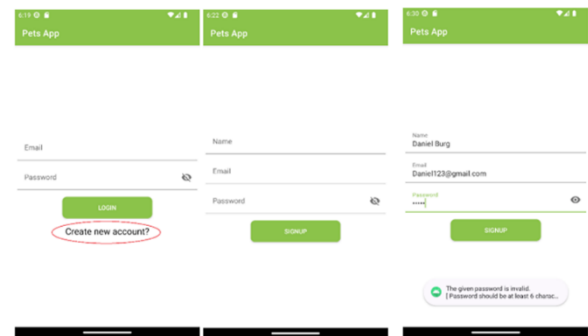 6:19
Pets App
Email
Password
LOGIN
Create new account?
6:22
Pets App
Name
Email
Password
SIGNUP
6:20
Pets App
Name
Daniel Burg
Email
Daniel123@gmail.com
Password
•••••
SIGNUP
The given password is invalid.
[ Password should be at least 6 charac...